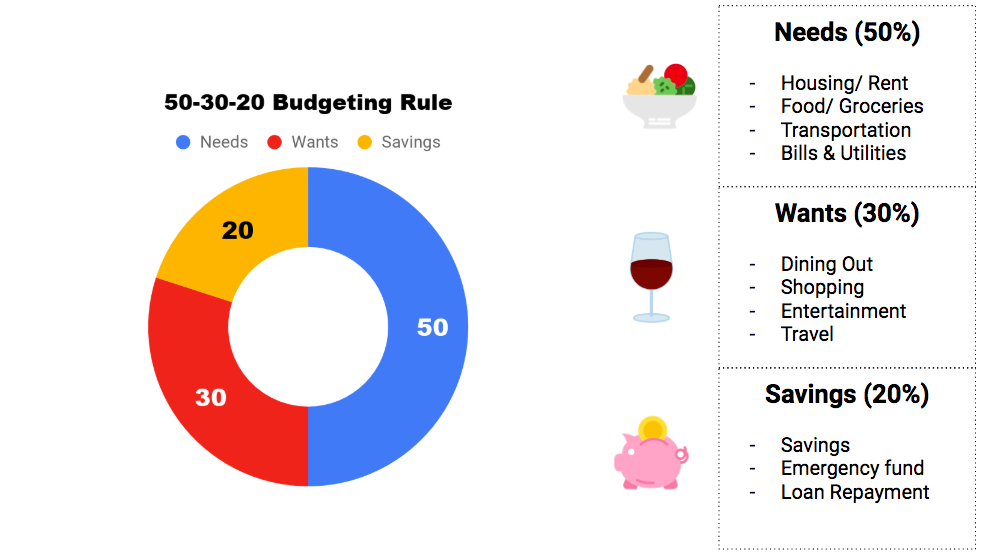 50-30-20 Budgeting Rule
Needs Wants Savings
20
50
30
Needs (50%)
- Housing/ Rent
- Food/ Groceries
- Transportation
- Bills & Utilities
Wants (30%)
- Dining Out
- Shopping
- Entertainment
- Travel
Savings (20%)
- Savings
- Emergency fund
- Loan Repayment